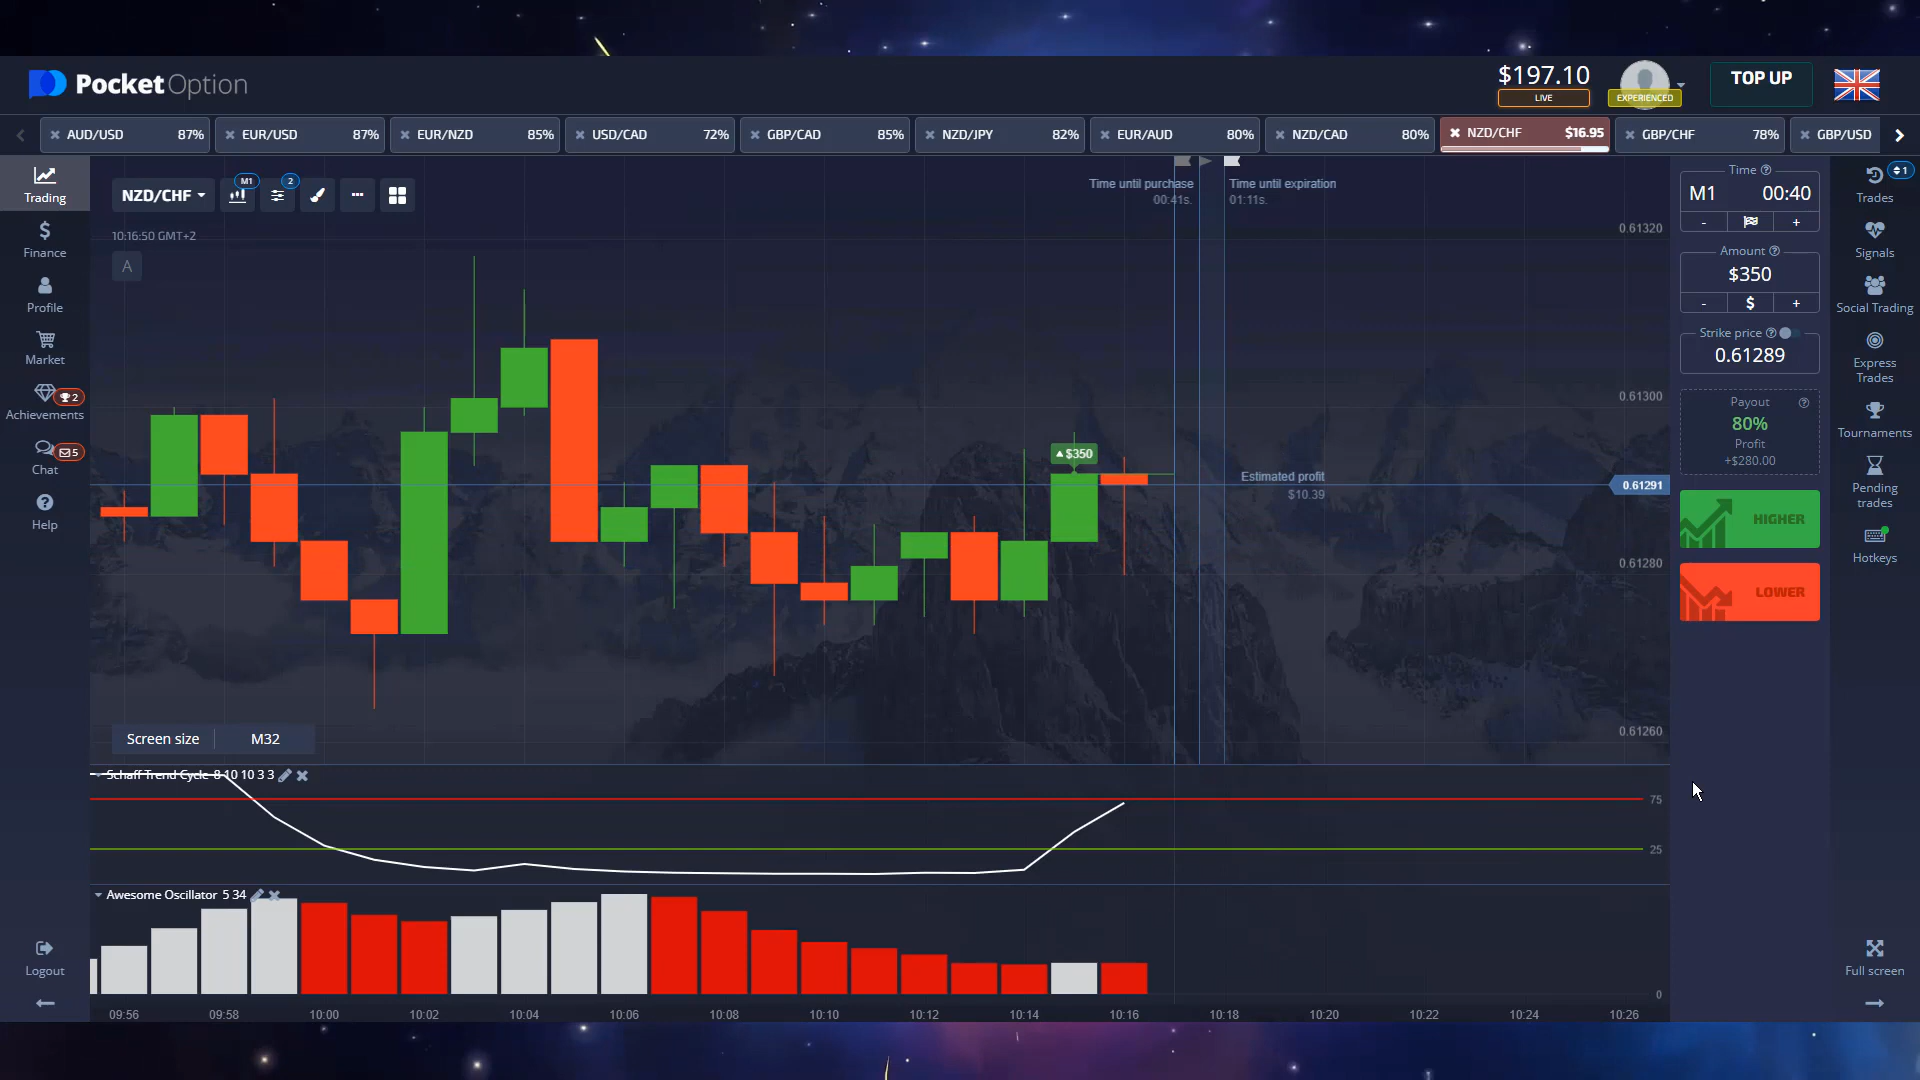 PocketOption
$197.10
LIVE
EXPERIENCED
TOP UP
AUD/USD 87%
EUR/USD 87%
EUR/NZD 85%
USD/CAD 72%
GBP/CAD 85%
NZD/JPY 82%
EUR/AUD 80%
NZD/CAD 80%
NZD/CHF $16.95
GBP/CHF 78%
GBP/USD
Trading
Finance
Profile
Market
2
Achievements
5
Chat
Help
Logout
NZD/CHF
M1
2
10:16:50 GMT+2
A
Time until purchase
00:41s.
Time until expiration
01:11s.
0.61320
0.61300
0.61291
0.61280
0.61260
$350
Estimated profit
$10.39
Screen size M32
Schaff Trend Cycle 8 10 10 3 3
75
25
Awesome Oscillator 5 34
0
09:56 09:58 10:00 10:02 10:04 10:06 10:08 10:10 10:12 10:14 10:16 10:18 10:20 10:22 10:24 10:26
Time
M1 00:40
- +
Amount
$350
- $ +
Strike price
0.61289
Payout
80%
Profit
+$280.00
HIGHER
LOWER
1
Trades
Signals
Social Trading
Express
Trades
Tournaments
Pending
trades
Hotkeys
Full screen